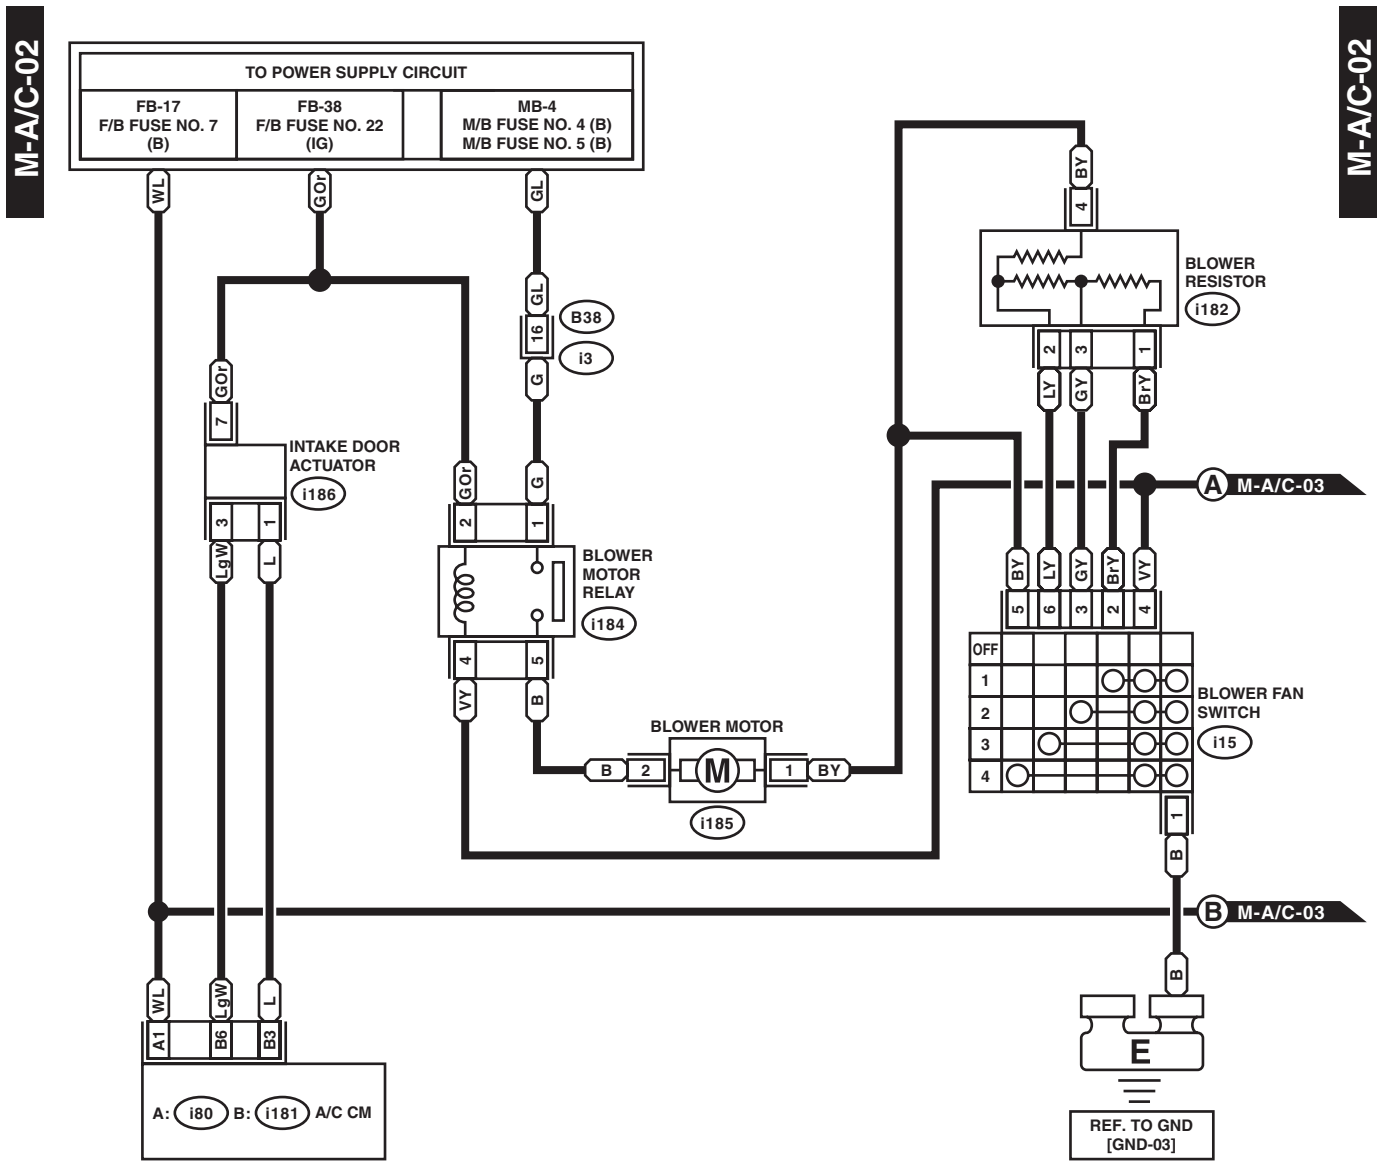 M-A/C-02
M-A/C-02
TO POWER SUPPLY CIRCUIT
FB-17
F/B FUSE NO. 7
(B)
FB-38
F/B FUSE NO. 22
(IG)
MB-4
M/B FUSE NO. 4 (B)
M/B FUSE NO. 5 (B)
WL
GOr
GL
BY
4
BLOWER
RESISTOR
i182
GL
16
B38
i3
G
2
3
1
LY
GY
BrY
GOr
7
INTAKE DOOR
ACTUATOR
i186
3
1
LgW
L
GOr
G
2
1
BLOWER
MOTOR
RELAY
i184
4
5
VY
B
A
M-A/C-03
BY
LY
GY
BrY
VY
5
6
3
2
4
OFF
1
2
3
4
BLOWER FAN
SWITCH
i15
BLOWER MOTOR
B
2
M
1
BY
i185
1
B
B
M-A/C-03
B
WL
LgW
L
A1
B6
B3
E
A:
i80
B:
i181
A/C CM
REF. TO GND
[GND-03]